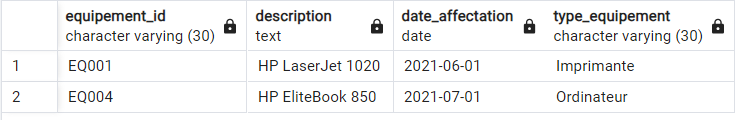 equipement_id description date_affectation type_equipement
character varying (30) text date character varying (30)
1 EQ001 HP LaserJet 1020 2021-06-01 Imprimante
2 EQ004 HP EliteBook 850 2021-07-01 Ordinateur